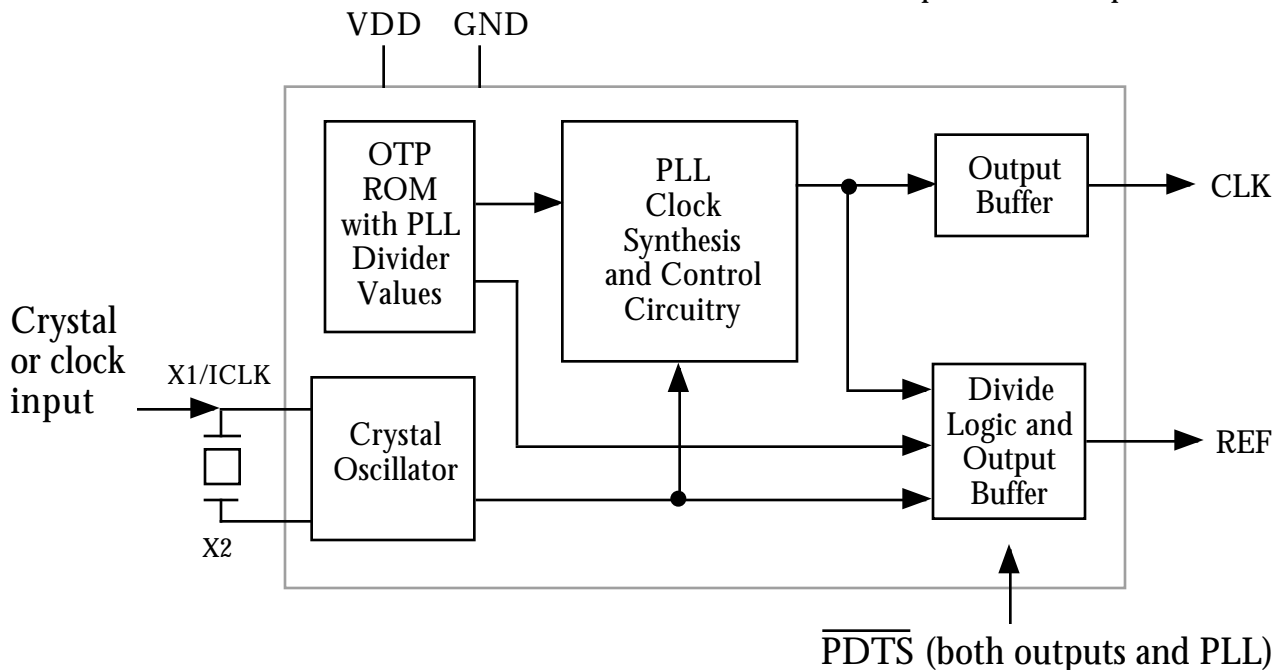 VDD GND
OTP
ROM
with PLL
Divider
Values
PLL
Clock
Synthesis
and Control
Circuitry
Output
Buffer
CLK
Crystal
or clock
input
X1/ICLK
X2
Crystal
Oscillator
Divide
Logic and
Output
Buffer
REF
PDTS (both outputs and PLL)